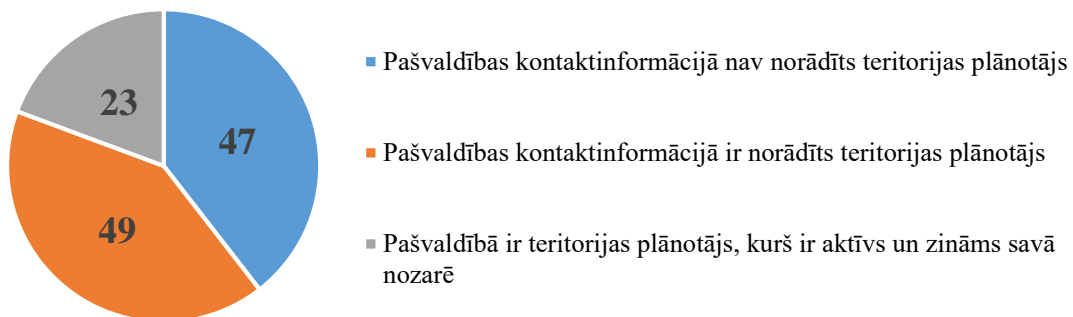 47
49
23
Pašvaldības kontaktinformācijā nav norādīts teritorijas plānotājs
Pašvaldības kontaktinformācijā ir norādīts teritorijas plānotājs
Pašvaldībā ir teritorijas plānotājs, kurš ir aktīvs un zināms savā
nozarē